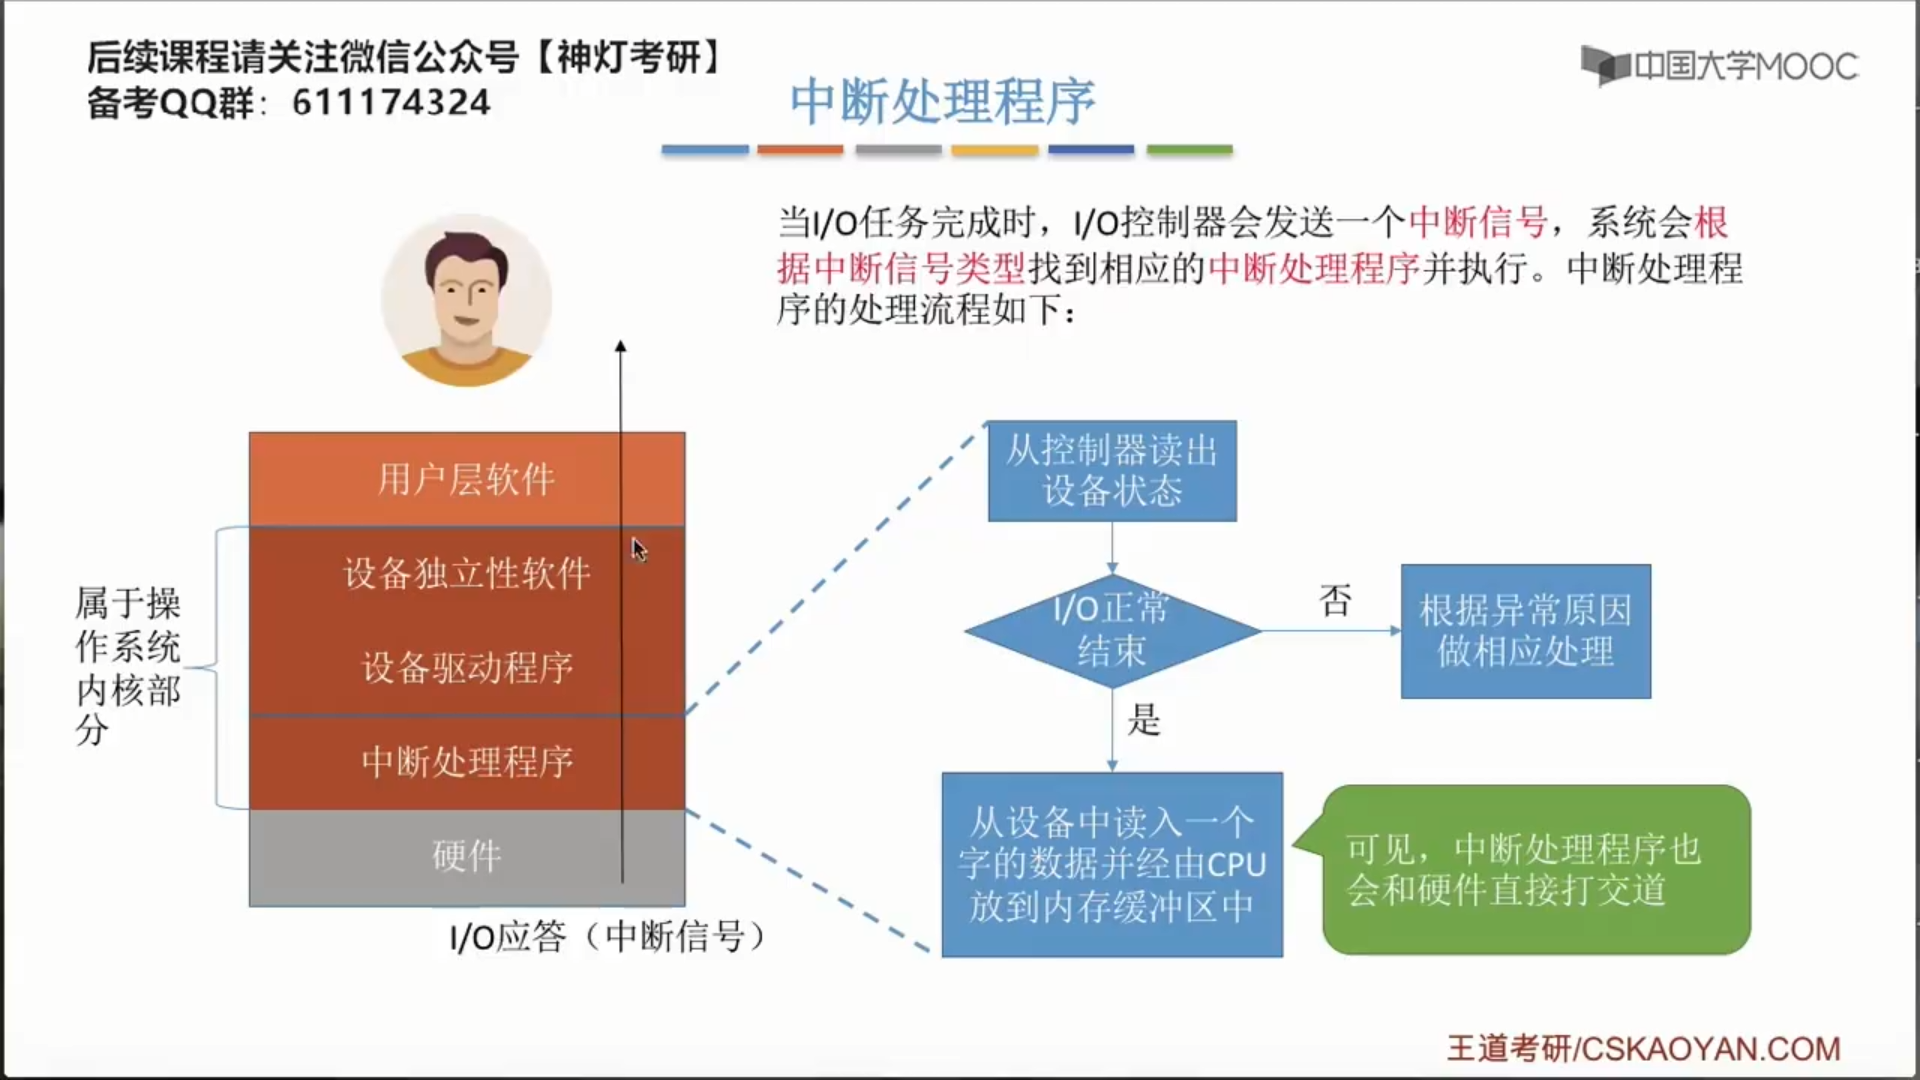 后续课程请关注微信公众号【神灯考研】
备考QQ群：611174324
中国大学MOOC
中断处理程序
当I/O任务完成时，I/O控制器会发送一个中断信号，系统会根
据中断信号类型找到相应的中断处理程序并执行。中断处理程
序的处理流程如下：
用户层软件
设备独立性软件
设备驱动程序
中断处理程序
硬件
属于操
作系统
内核部
分
I/O应答（中断信号）
从控制器读出
设备状态
I/O正常
结束
否
根据异常原因
做相应处理
是
从设备中读入一个
字的数据并经由CPU
放到内存缓冲区中
可见，中断处理程序也
会和硬件直接打交道
王道考研/CSKAOYAN.COM